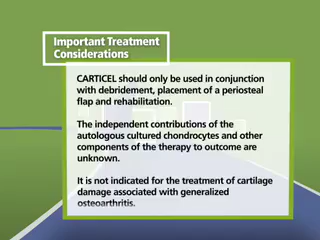 Important Treatment
Considerations
CARTICEL should only be used in conjunction
with debridement, placement of a periosteal
flap and rehabilitation.
The independent contributions of the
autologous cultured chondrocytes and other
components of the therapy to outcome are
unknown.
It is not indicated for the treatment of cartilage
damage associated with generalized
osteoarthritis.